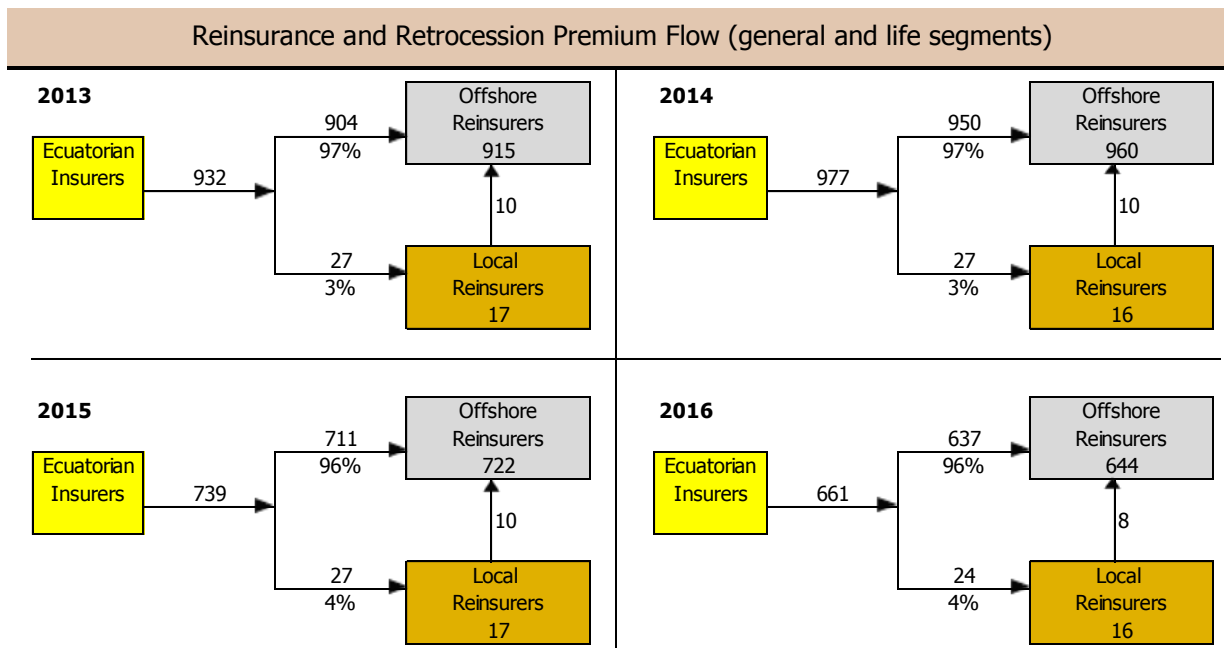 Reinsurance and Retrocession Premium Flow (general and life segments)
2013
Ecuatorian
Insurers
932
904
97%
Offshore
Reinsurers
915
10
27
3%
Local
Reinsurers
17
2014
Ecuatorian
Insurers
977
950
97%
Offshore
Reinsurers
960
10
27
3%
Local
Reinsurers
16
2015
Ecuatorian
Insurers
739
711
96%
Offshore
Reinsurers
722
10
27
4%
Local
Reinsurers
17
2016
Ecuatorian
Insurers
661
637
96%
Offshore
Reinsurers
644
8
24
4%
Local
Reinsurers
16